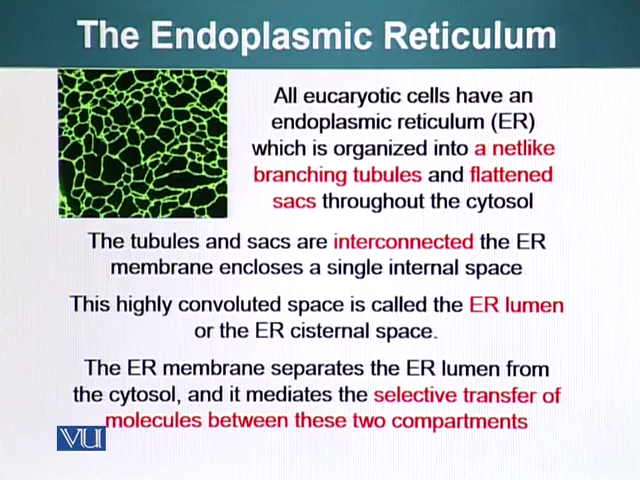 The Endoplasmic Reticulum
All eucaryotic cells have an
endoplasmic reticulum (ER)
which is organized into a netlike
branching tubules and flattened
sacs throughout the cytosol
The tubules and sacs are interconnected the ER
membrane encloses a single internal space
This highly convoluted space is called the ER lumen
or the ER cisternal space.
The ER membrane separates the ER lumen from
the cytosol, and it mediates the selective transfer of
molecules between these two compartments
VU